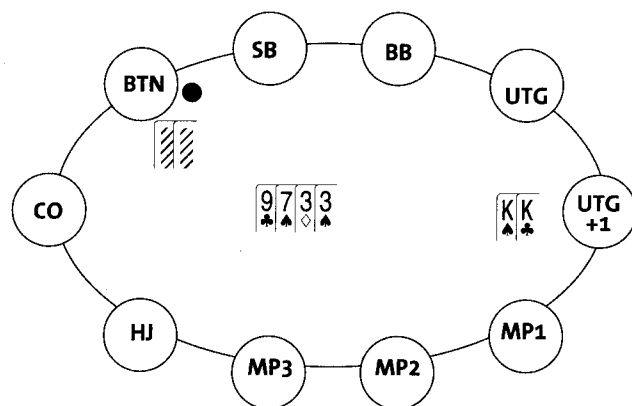 SB
BB
BTN
UTG
9♣ 7♠ 3♢ 3♠
K♠ K♣
CO
UTG
+1
HJ
MP1
MP3
MP2